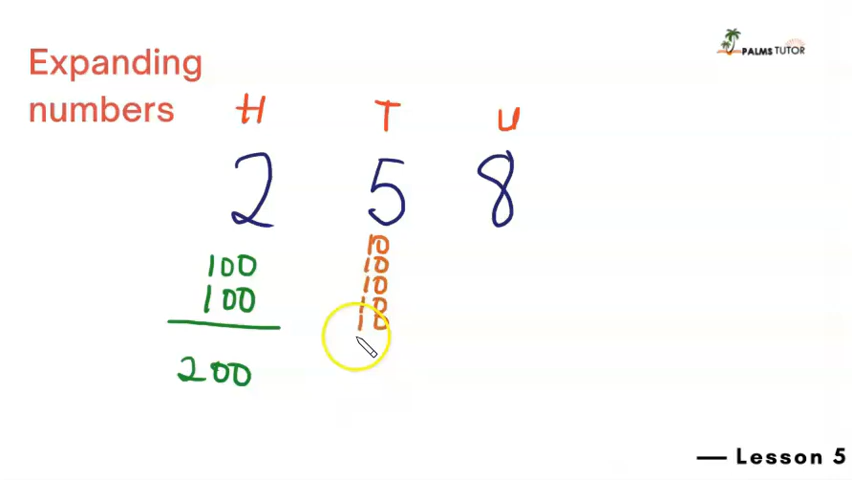 PALMS TUTOR
Expanding
numbers
H T U
2 5 8
10
100 10
10
100 10
10
200
Lesson 5